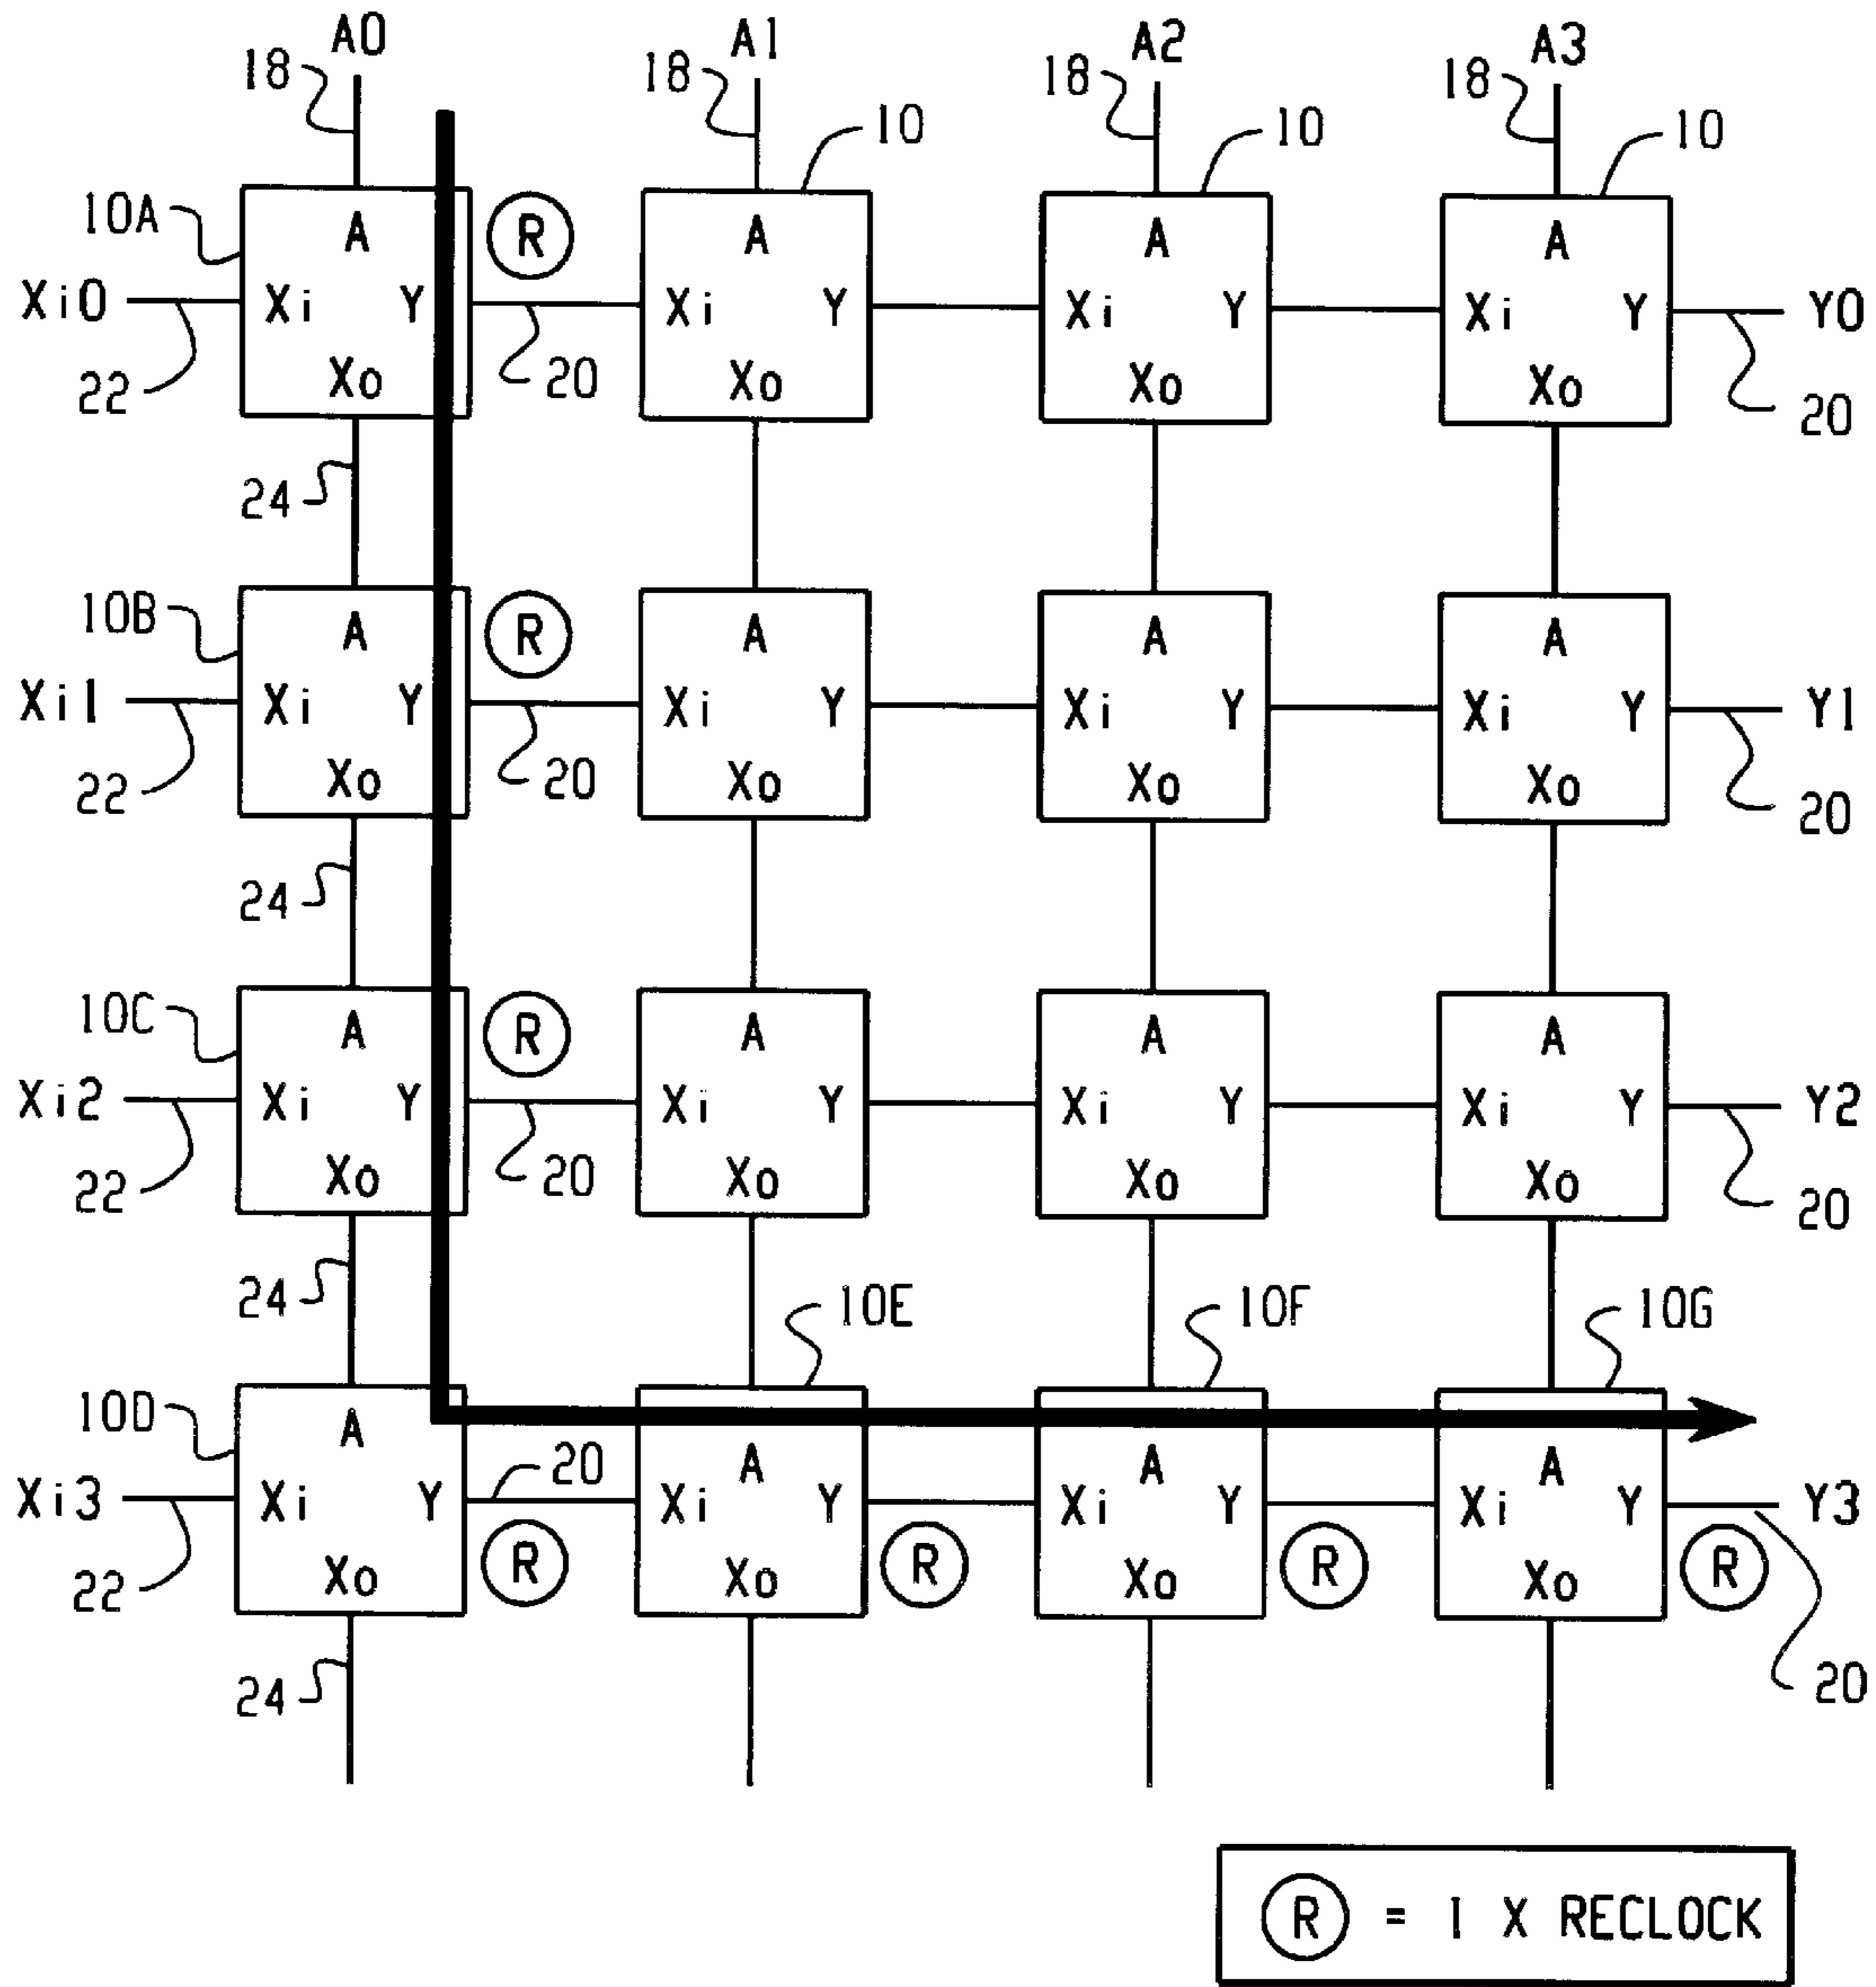 A0 A1 A2 A3
18 18 18 18
10 10 10
10A A R A A A
Xi0 Xi Y Xi Y Xi Y Xi Y Y0
22 Xo 20 Xo Xo Xo 20
24
10B A R A A A
Xi1 Xi Y Xi Y Xi Y Xi Y Y1
22 Xo 20 Xo Xo Xo 20
24
10C A R A A A
Xi2 Xi Y Xi Y Xi Y Xi Y Y2
22 Xo 20 Xo Xo Xo 20
24 10E 10F 10G
10D A 20 A A A
Xi3 Xi Y Xi Y Xi Y Xi Y Y3
22 Xo R Xo R Xo R Xo R
24 20
R = 1 X RECLOCK